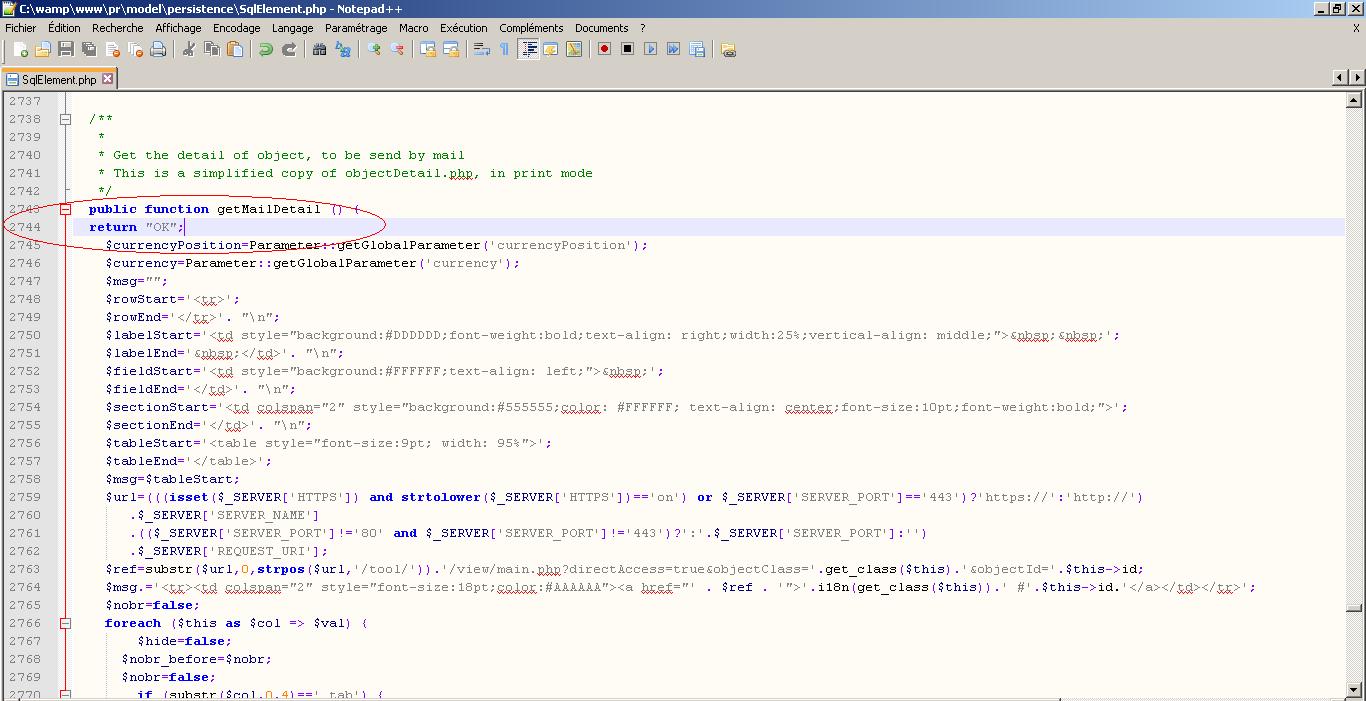 C:\wamp\www\pr\model\persistence\SqlElement.php - Notepad++
Fichier Édition Recherche Affichage Encodage Langage Paramétrage Macro Exécution Compléments Documents ? X
SqlElement.php
2737
2738 /**
2739 *
2740 * Get the detail of object, to be send by mail
2741 * This is a simplified copy of objectDetail.php, in print mode
2742 */
2743 public function getMailDetail () {
2744 return "OK";
2745 $currencyPosition=Parameter::getGlobalParameter('currencyPosition');
2746 $currency=Parameter::getGlobalParameter('currency');
2747 $msg="";
2748 $rowStart='<tr>';
2749 $rowEnd='</tr>'. "\n";
2750 $labelStart='<td style="background:#DDDDDD;font-weight:bold;text-align: right;width:25%;vertical-align: middle;">&nbsp;&nbsp;';
2751 $labelEnd='&nbsp;</td>'. "\n";
2752 $fieldStart='<td style="background:#FFFFFF;text-align: left;">&nbsp;';
2753 $fieldEnd='</td>'. "\n";
2754 $sectionStart='<td colspan="2" style="background:#555555;color: #FFFFFF; text-align: center;font-size:10pt;font-weight:bold;">';
2755 $sectionEnd='</td>'. "\n";
2756 $tableStart='<table style="font-size:9pt; width: 95%">';
2757 $tableEnd='</table>';
2758 $msg=$tableStart;
2759 $url=(((isset($_SERVER['HTTPS']) and strtolower($_SERVER['HTTPS'])=='on') or $_SERVER['SERVER_PORT']=='443')?'https://':'http://')
2760 .$_SERVER['SERVER_NAME']
2761 .(($_SERVER['SERVER_PORT']!='80' and $_SERVER['SERVER_PORT']!='443')?':'.$_SERVER['SERVER_PORT']:'')
2762 .$_SERVER['REQUEST_URI'];
2763 $ref=substr($url,0,strpos($url,'/tool/')).'/view/main.php?directAccess=true&objectClass='.get_class($this).'&objectId='.$this->id;
2764 $msg.='<tr><td colspan="2" style="font-size:18pt;color:#AAAAAA"><a href="' . $ref . '">'.i18n(get_class($this)).' #'.$this->id.'</a></td></tr>';
2765 $nobr=false;
2766 foreach ($this as $col => $val) {
2767 $hide=false;
2768 $nobr_before=$nobr;
2769 $nobr=false;
2770 if (substr($col,0,4)=='_tab') {